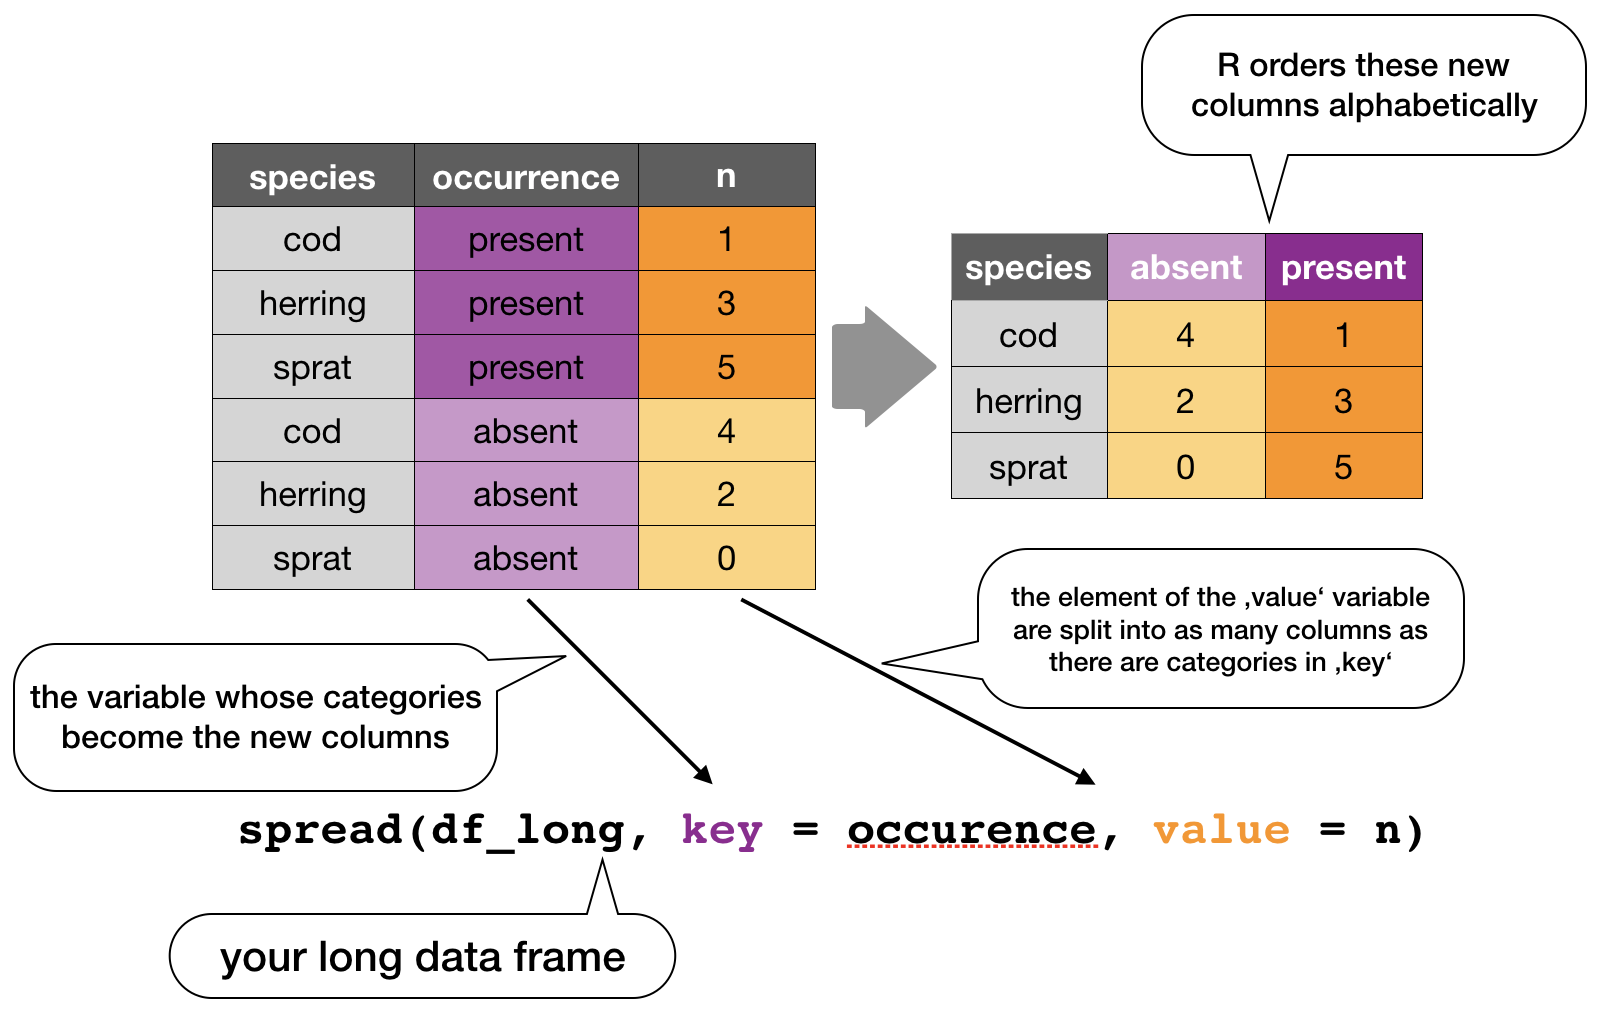 R orders these new
columns alphabetically
species occurrence n
cod present 1
herring present 3
sprat present 5
cod absent 4
herring absent 2
sprat absent 0
species absent present
cod 4 1
herring 2 3
sprat 0 5
the element of the ‚value‘ variable
are split into as many columns as
there are categories in ‚key‘
the variable whose categories
become the new columns
spread(df_long, key = occurence, value = n)
your long data frame